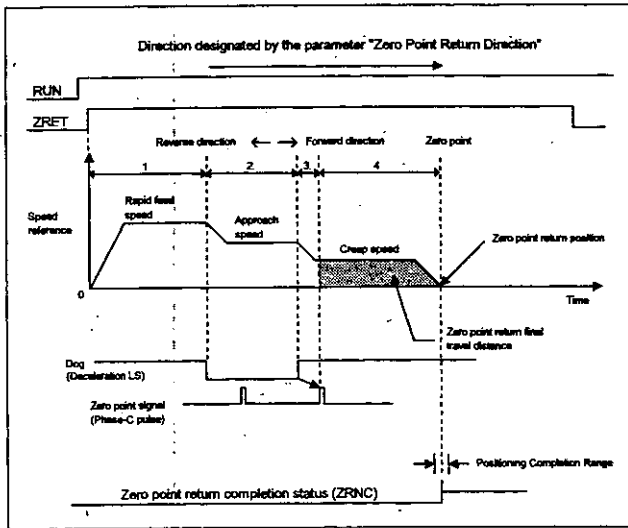 Direction designated by the parameter "Zero Point Return Direction"
RUN
ZRET
Reverse direction
Forward direction
Zero point
1
2
3
4
Rapid feed speed
Speed reference
Approach speed
Creep speed
Zero point return position
0
Time
Zero point return final travel distance
Dog (Deceleration LS)
Zero point signal (Phase-C pulse)
Positioning Completion Range
Zero point return completion status (ZRNC)